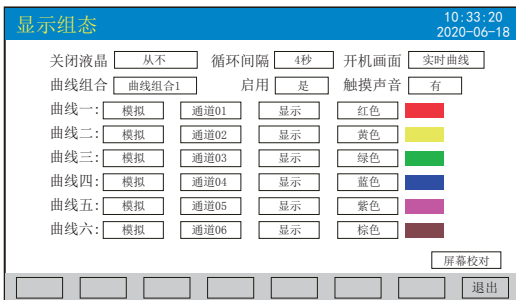 显示组态
10:33:20
2020-06-18
关闭液晶 从不 循环间隔 4秒 开机画面 实时曲线
曲线组合 曲线组合1 启用 是 触摸声音 有
曲线一: 模拟 通道01 显示 红色
曲线二: 模拟 通道02 显示 黄色
曲线三: 模拟 通道03 显示 绿色
曲线四: 模拟 通道04 显示 蓝色
曲线五: 模拟 通道05 显示 紫色
曲线六: 模拟 通道06 显示 棕色
屏幕校对
退出